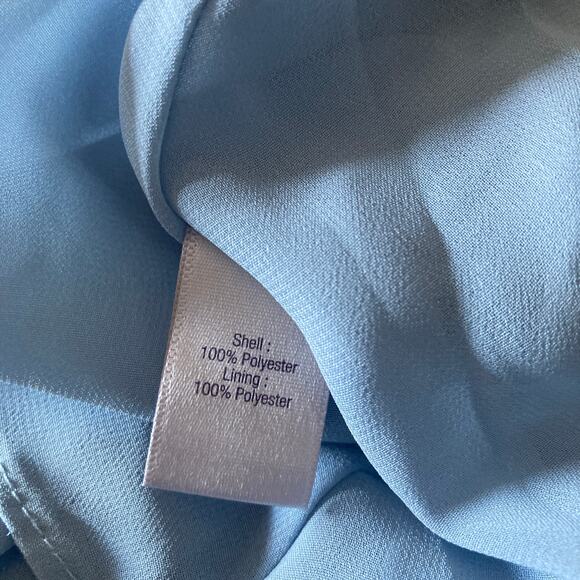 Shell :
100% Polyester
Lining :
100% Polyester